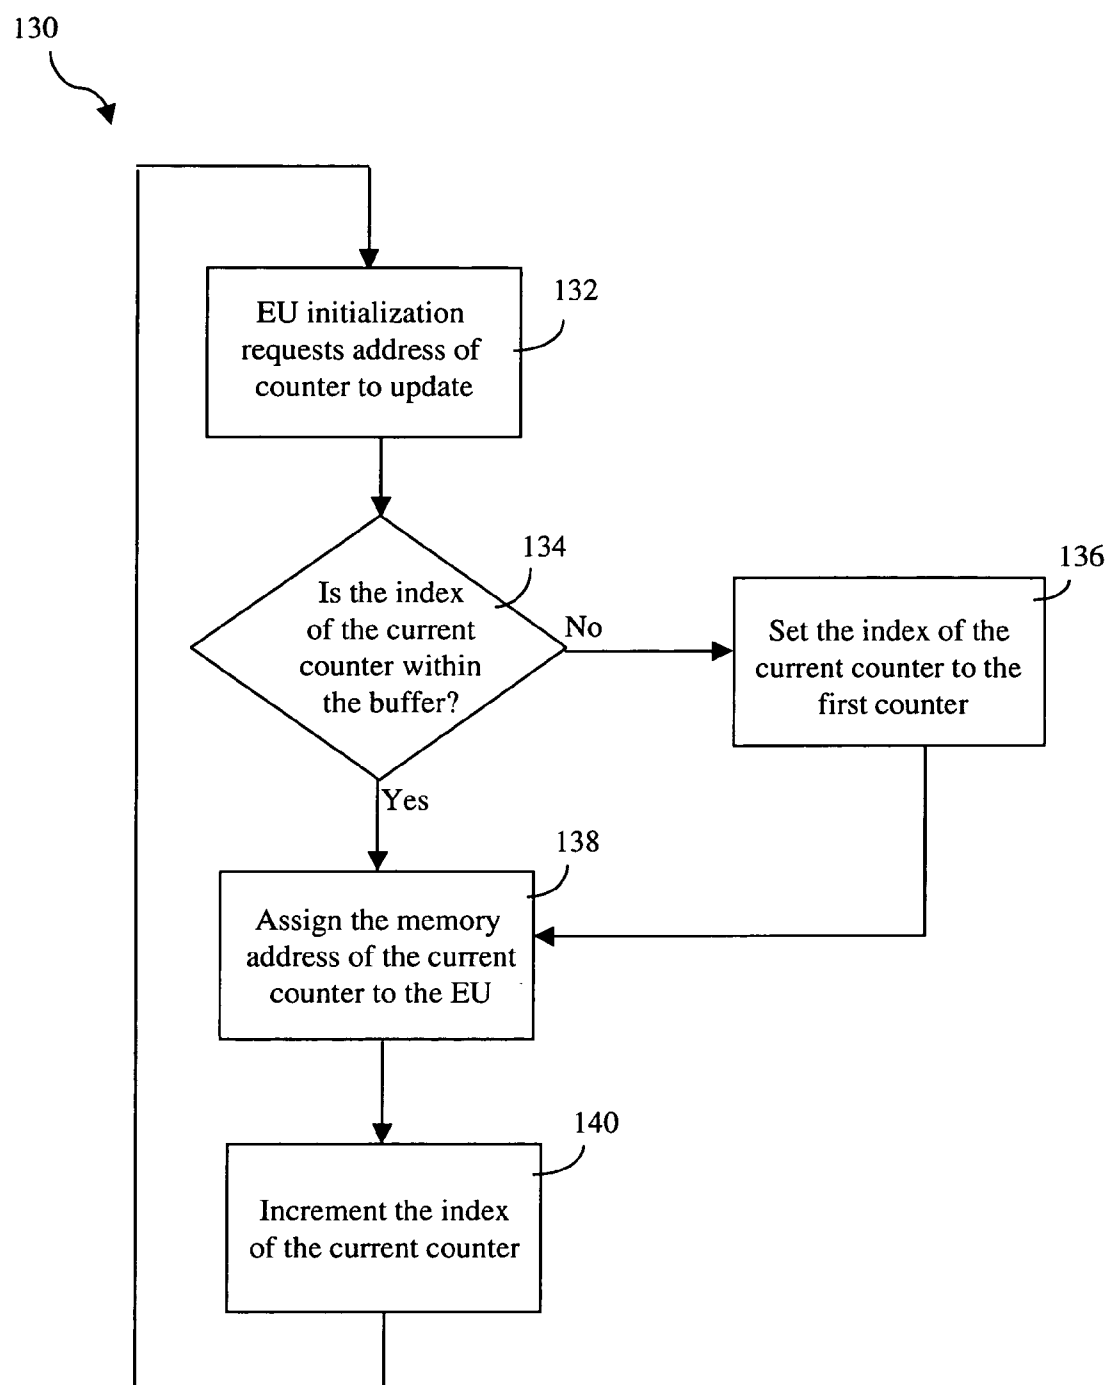 130
EU initialization
requests address of
counter to update
132
Is the index
of the current
counter within
the buffer?
134
No
Set the index of the
current counter to the
first counter
136
Yes
Assign the memory
address of the current
counter to the EU
138
Increment the index
of the current counter
140